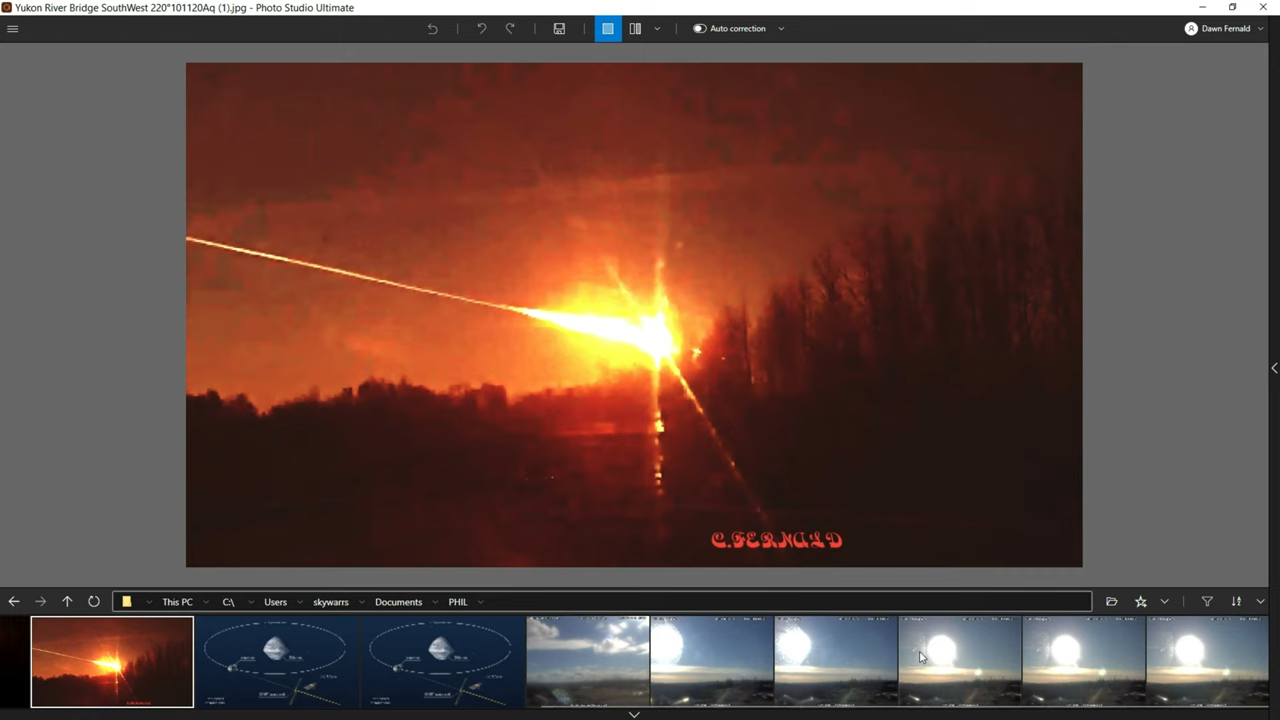 Yukon River Bridge SouthWest 220°101120Aq (1).jpg - Photo Studio Ultimate
Auto correction
Dawn Fernald
C.FERNALD
This PC
C:\
Users
skywarrs
Documents
PHIL